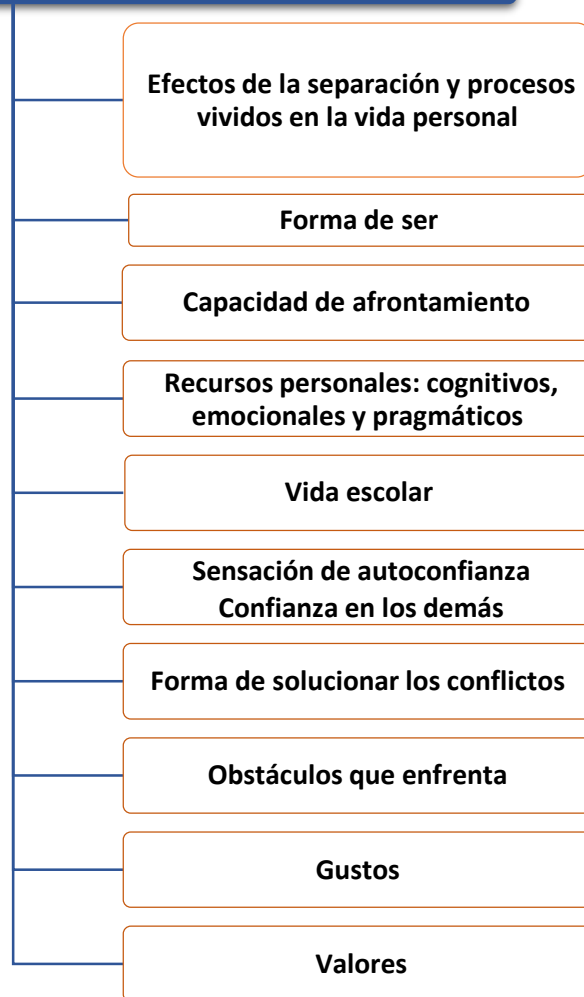 Efectos de la separación y procesos
vividos en la vida personal
Forma de ser
Capacidad de afrontamiento
Recursos personales: cognitivos,
emocionales y pragmáticos
Vida escolar
Sensación de autoconfianza
Confianza en los demás
Forma de solucionar los conflictos
Obstáculos que enfrenta
Gustos
Valores